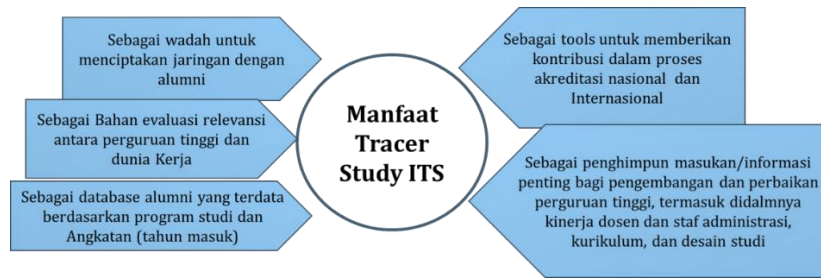 Sebagai wadah untuk
menciptakan jaringan dengan
alumni
Sebagai Bahan evaluasi relevansi
antara perguruan tinggi dan
dunia Kerja
Sebagai database alumni yang terdata
berdasarkan program studi dan
Angkatan (tahun masuk)
Manfaat
Tracer
Study ITS
Sebagai tools untuk memberikan
kontribusi dalam proses
akreditasi nasional dan
Internasional
Sebagai penghimpun masukan/informasi
penting bagi pengembangan dan perbaikan
perguruan tinggi, termasuk didalmnya
kinerja dosen dan staf administrasi,
kurikulum, dan desain studi